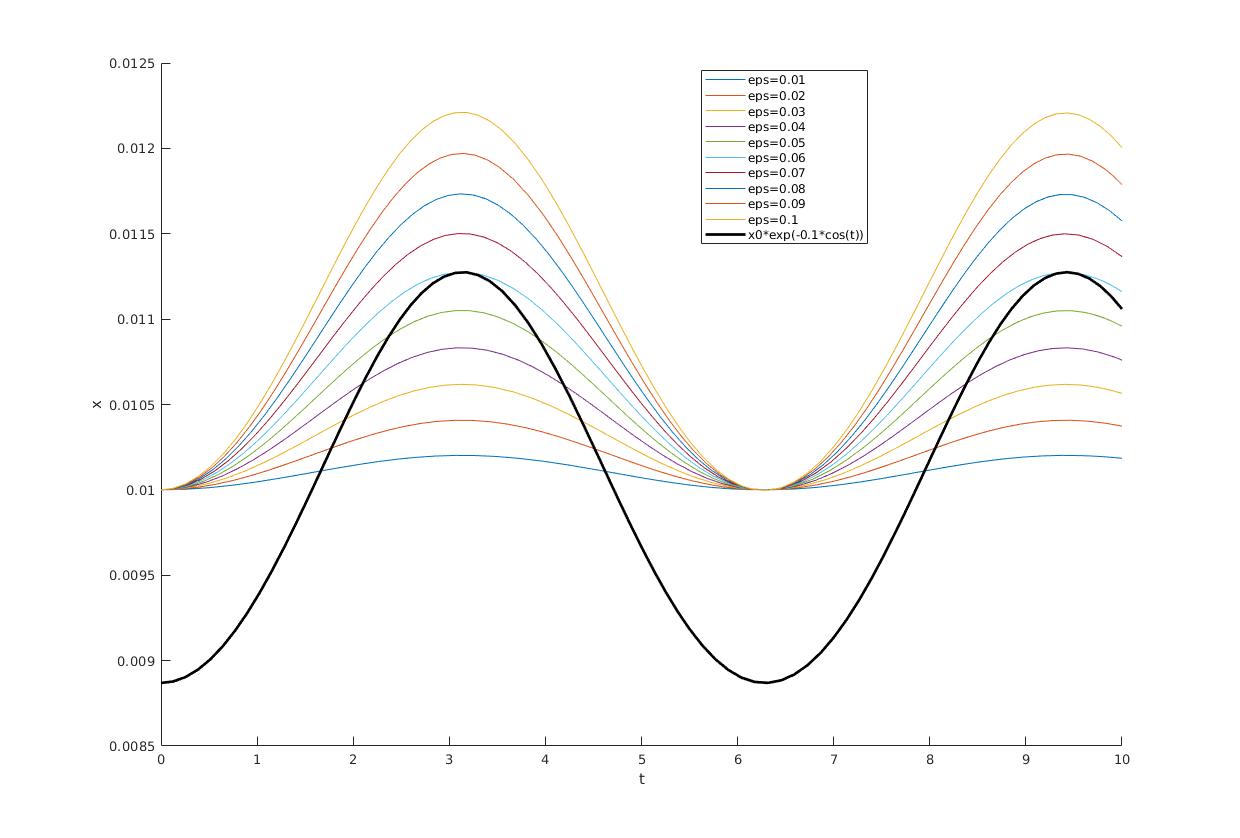 0.0125
0.012
0.0115
0.011
0.0105
0.01
0.0095
0.009
0.0085
x
eps=0.01
eps=0.02
eps=0.03
eps=0.04
eps=0.05
eps=0.06
eps=0.07
eps=0.08
eps=0.09
eps=0.1
x0*exp(-0.1*cos(t))
0 1 2 3 4 5 6 7 8 9 10
t